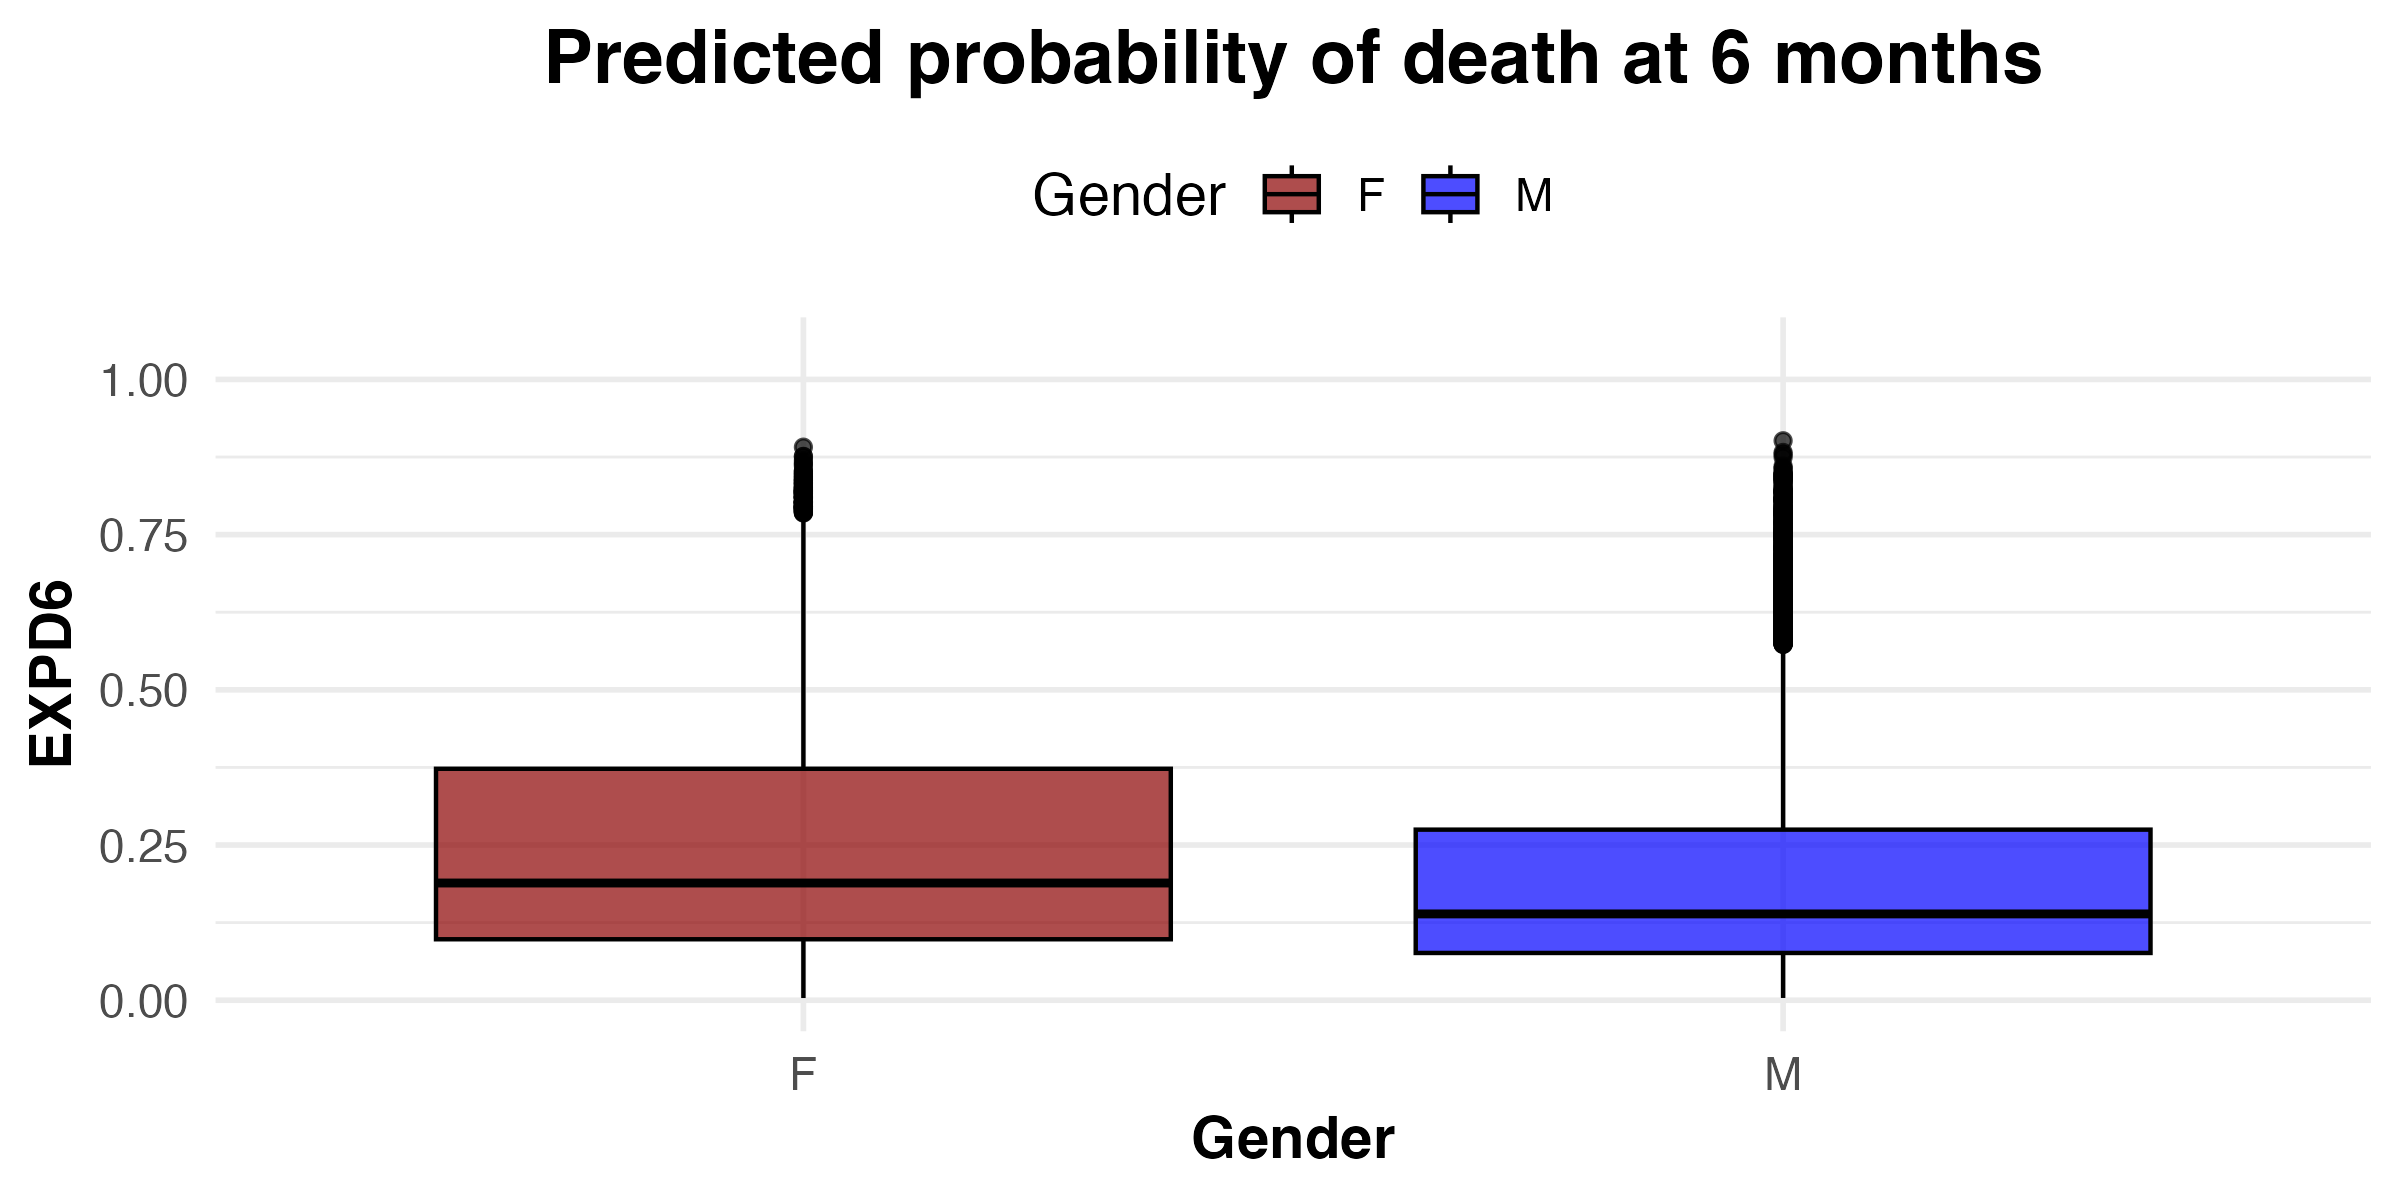 Predicted probability of death at 6 months
Gender F M
1.00
0.75
0.50
0.25
0.00
EXPD6
F M
Gender